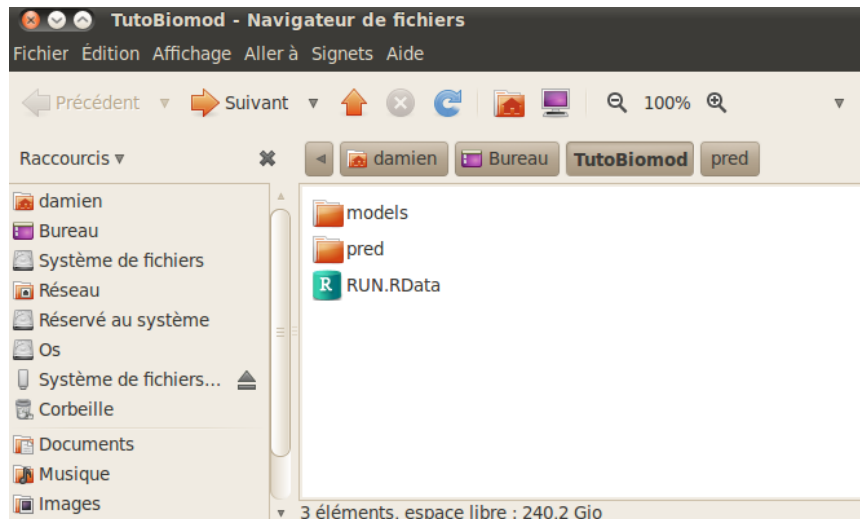 TutoBiomod - Navigateur de fichiers
Fichier Édition Affichage Aller à Signets Aide
Précédent Suivant 100%
Raccourcis damien Bureau TutoBiomod pred
damien
Bureau
Système de fichiers
Réseau
Réservé au système
Os
Système de fichiers...
Corbeille
Documents
Musique
Images
models
pred
R RUN.RData
3 éléments, espace libre : 240,2 Gio